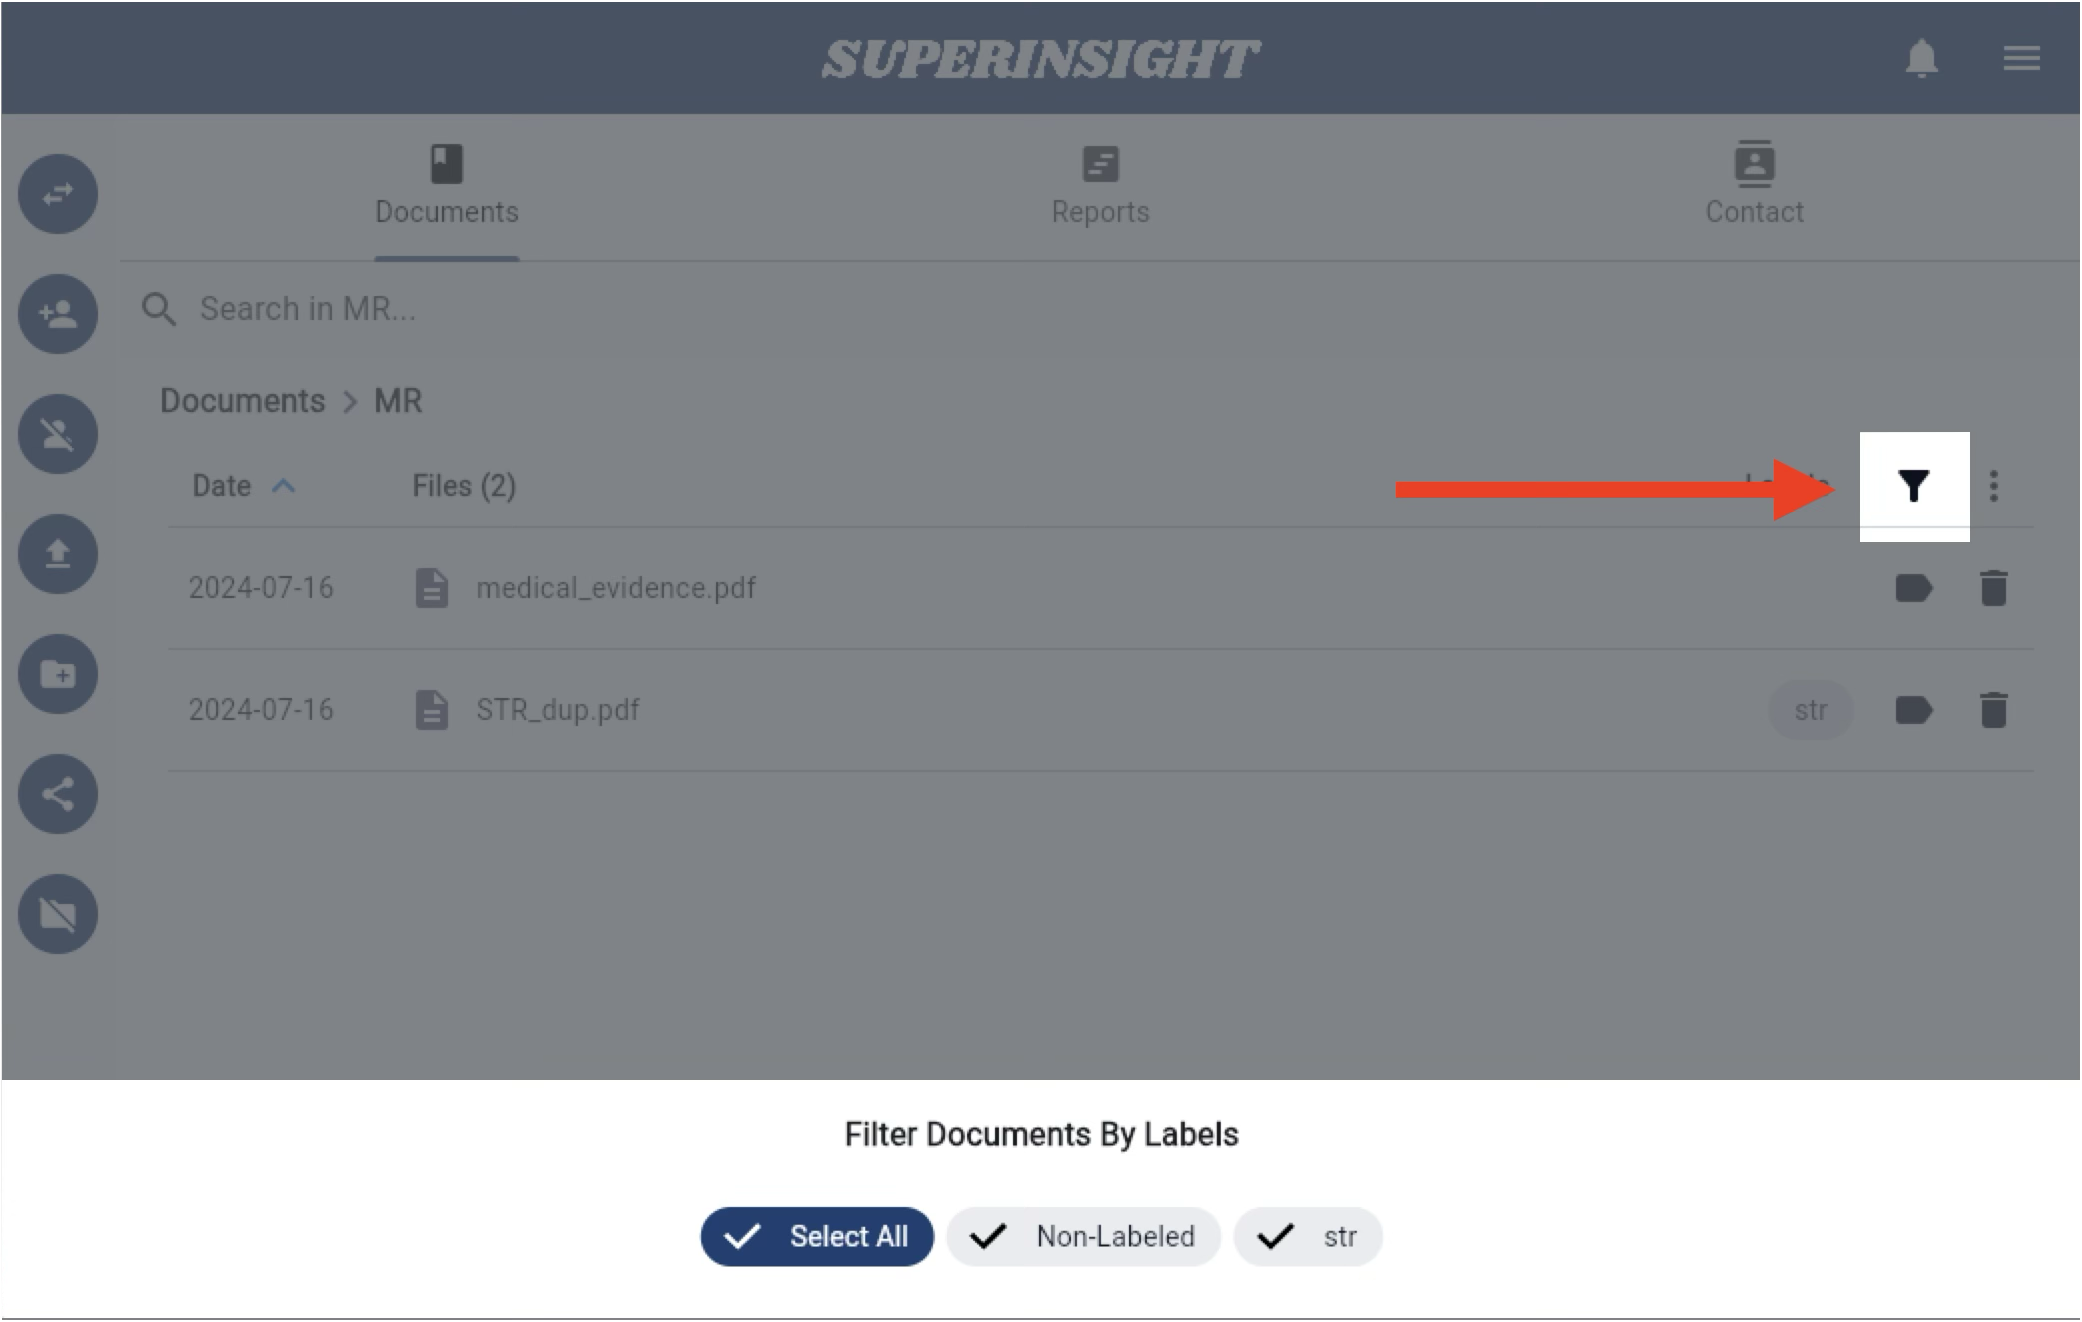 SUPERINSIGHT
Documents Reports Contact
Search in MR...
Documents > MR
Date Files (2)
2024-07-16 medical_evidence.pdf
2024-07-16 STR_dup.pdf str
Filter Documents By Labels
Select All Non-Labeled str